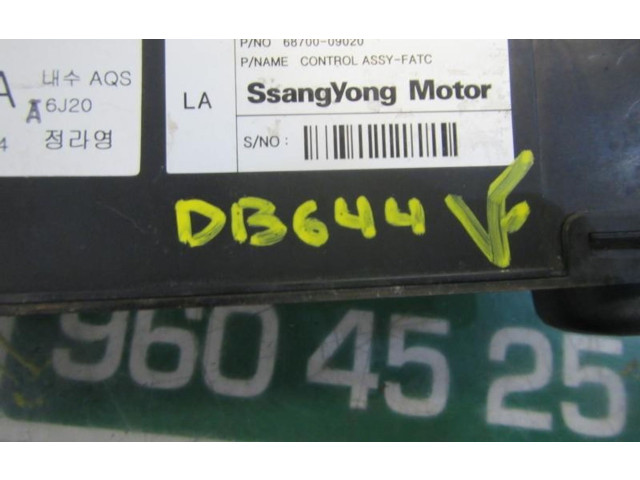 A
내수 AQS
A 6J20
4 정라영
P/NO 68700-09020
P/NAME CONTROL ASSY-FATC
LA
SsangYong Motor
S/NO :
DB644
960 45 25